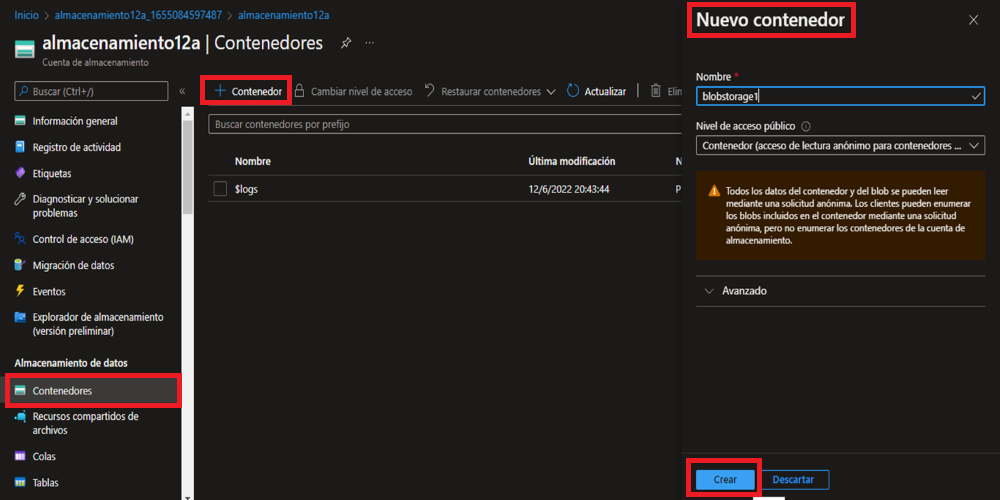 Inicio > almacenamiento12a_1655084597487 > almacenamiento12a
almacenamiento12a | Contenedores
Cuenta de almacenamiento
Buscar (Ctrl+/)
Información general
Registro de actividad
Etiquetas
Diagnosticar y solucionar
problemas
Control de acceso (IAM)
Migración de datos
Eventos
Explorador de almacenamiento
(versión preliminar)
Almacenamiento de datos
Contenedores
Recursos compartidos de
archivos
Colas
Tablas
+ Contenedor
Cambiar nivel de acceso
Restaurar contenedores
Actualizar
Elin
Buscar contenedores por prefijo
Nombre
Última modificación
N
$logs
12/6/2022 20:43:44
P
Nuevo contenedor
Nombre *
blobstorage1
Nivel de acceso público
Contenedor (acceso de lectura anónimo para contenedores ...
Todos los datos del contenedor y del blob se pueden leer
mediante una solicitud anónima. Los clientes pueden enumerar
los blobs incluidos en el contenedor mediante una solicitud
anónima, pero no enumerar los contenedores de la cuenta de
almacenamiento.
Avanzado
Crear
Descartar